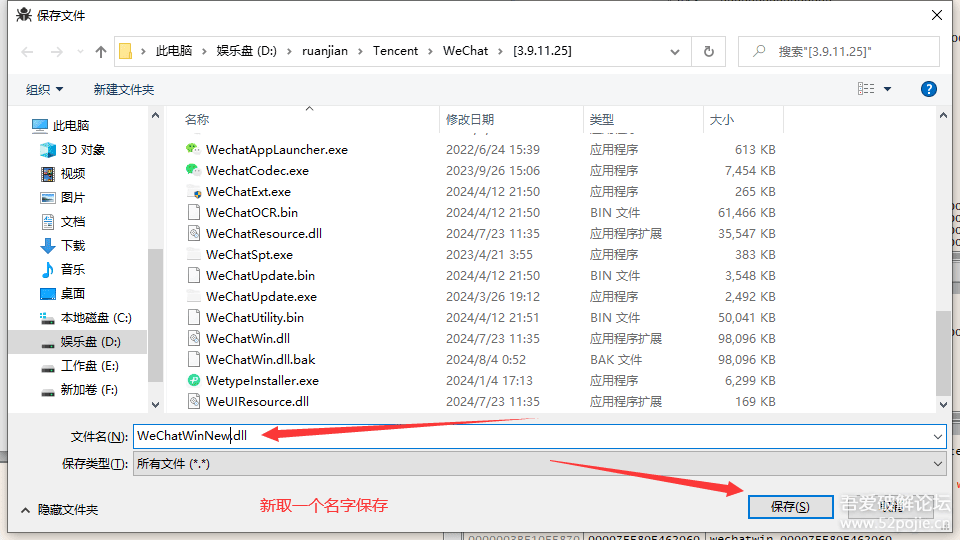 保存文件
此电脑 › 娱乐盘 (D:) › ruanjian › Tencent › WeChat › [3.9.11.25]
搜索"[3.9.11.25]"
组织 新建文件夹
名称 修改日期 类型 大小
此电脑
3D 对象
视频
图片
文档
下载
音乐
桌面
本地磁盘 (C:)
娱乐盘 (D:)
工作盘 (E:)
新加卷 (F:)
WechatAppLauncher.exe 2022/6/24 15:39 应用程序 613 KB
WechatCodec.exe 2023/9/26 15:06 应用程序 7,454 KB
WeChatExt.exe 2024/4/12 21:50 应用程序 265 KB
WeChatOCR.bin 2024/4/12 21:50 BIN 文件 61,466 KB
WeChatResource.dll 2024/7/23 11:35 应用程序扩展 35,547 KB
WeChatSpt.exe 2023/4/21 3:55 应用程序 383 KB
WeChatUpdate.bin 2024/4/12 21:50 BIN 文件 3,548 KB
WeChatUpdate.exe 2024/3/26 19:12 应用程序 2,492 KB
WeChatUtility.bin 2024/4/12 21:51 BIN 文件 50,041 KB
WeChatWin.dll 2024/7/23 11:35 应用程序扩展 98,096 KB
WeChatWin.dll.bak 2024/8/4 0:52 BAK 文件 98,096 KB
WetypeInstaller.exe 2024/1/4 17:13 应用程序 6,299 KB
WeUIResource.dll 2024/7/23 11:35 应用程序扩展 169 KB
文件名(N): WeChatWinNew.dll
保存类型(T): 所有文件 (*.*)
新取一个名字保存
隐藏文件夹
保存(S) 取消
吾爱破解论坛
www.52pojie.cn